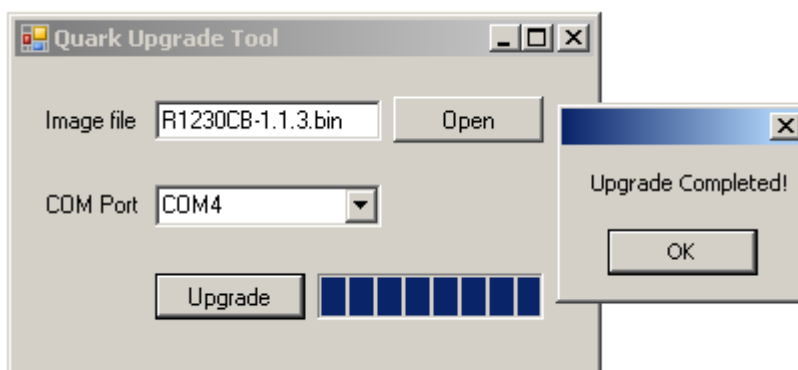 Quark Upgrade Tool
Image file R1230CB-1.1.3.bin Open
COM Port COM4
Upgrade
Upgrade Completed!
OK